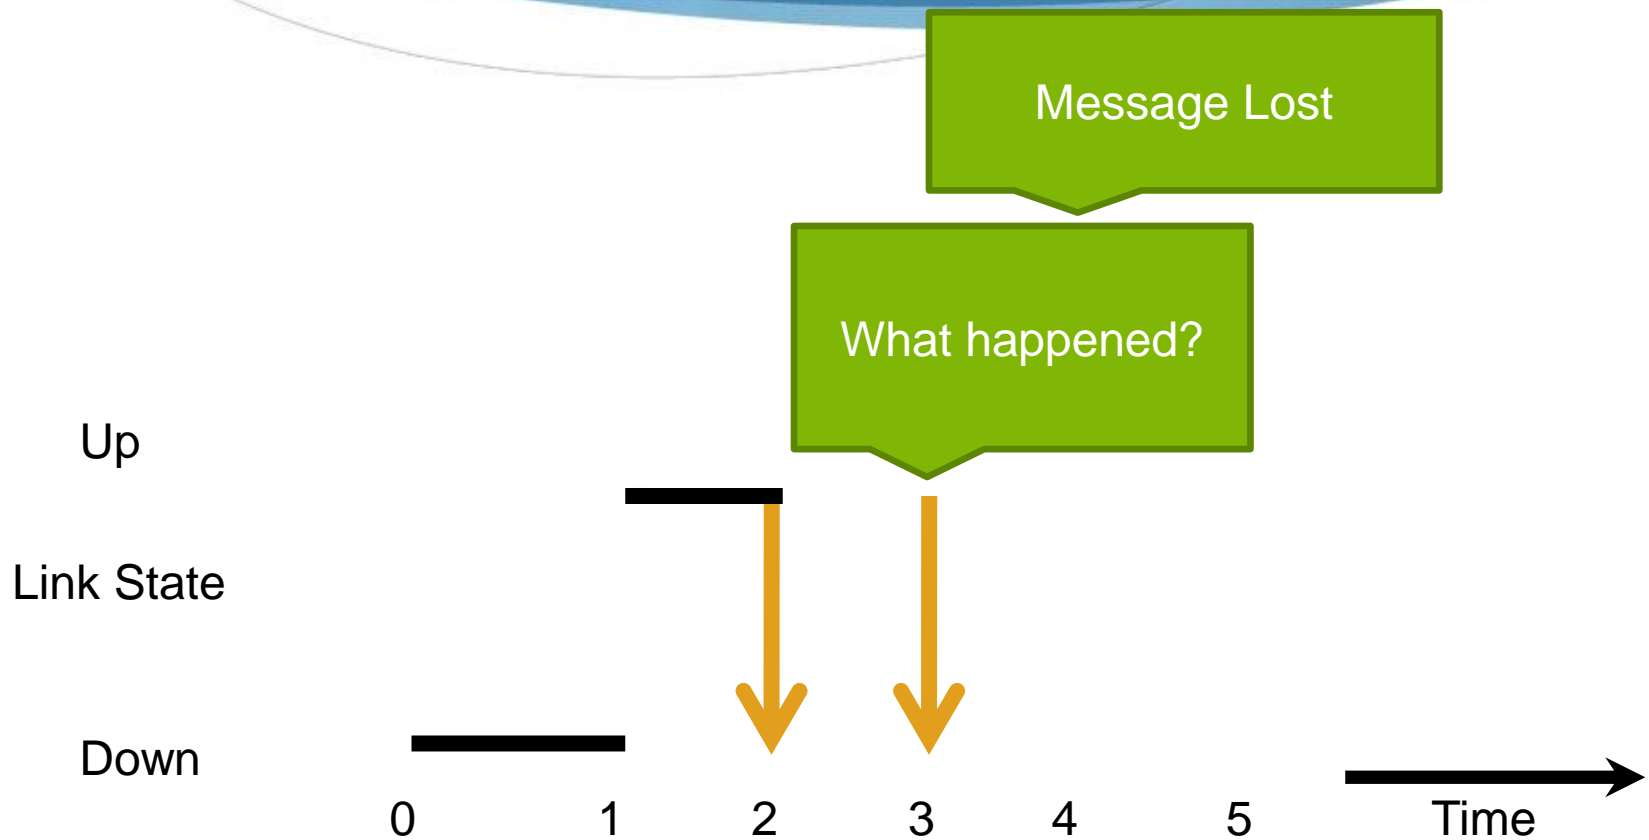 Message Lost
What happened?
Up
Link State
Down
0 1 2 3 4 5 Time